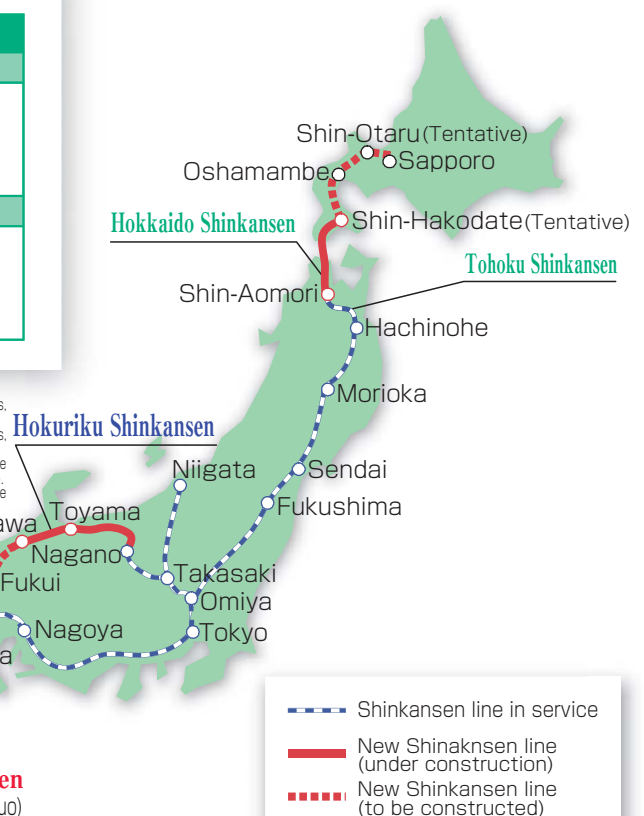 Shin-Otaru(Tentative)
Oshamambe
Sapporo
Hokkaido Shinkansen
Shin-Hakodate(Tentative)
Tohoku Shinkansen
Shin-Aomori
Hachinohe
Morioka
Hokuriku Shinkansen
Niigata
Sendai
Toyama
Fukushima
awa
Nagano
Fukui
Takasaki
Omiya
Nagoya
Tokyo
a
Shinkansen line in service
New Shinaknsen line
(under construction)
New Shinkansen line
(to be constructed)
en
uo)